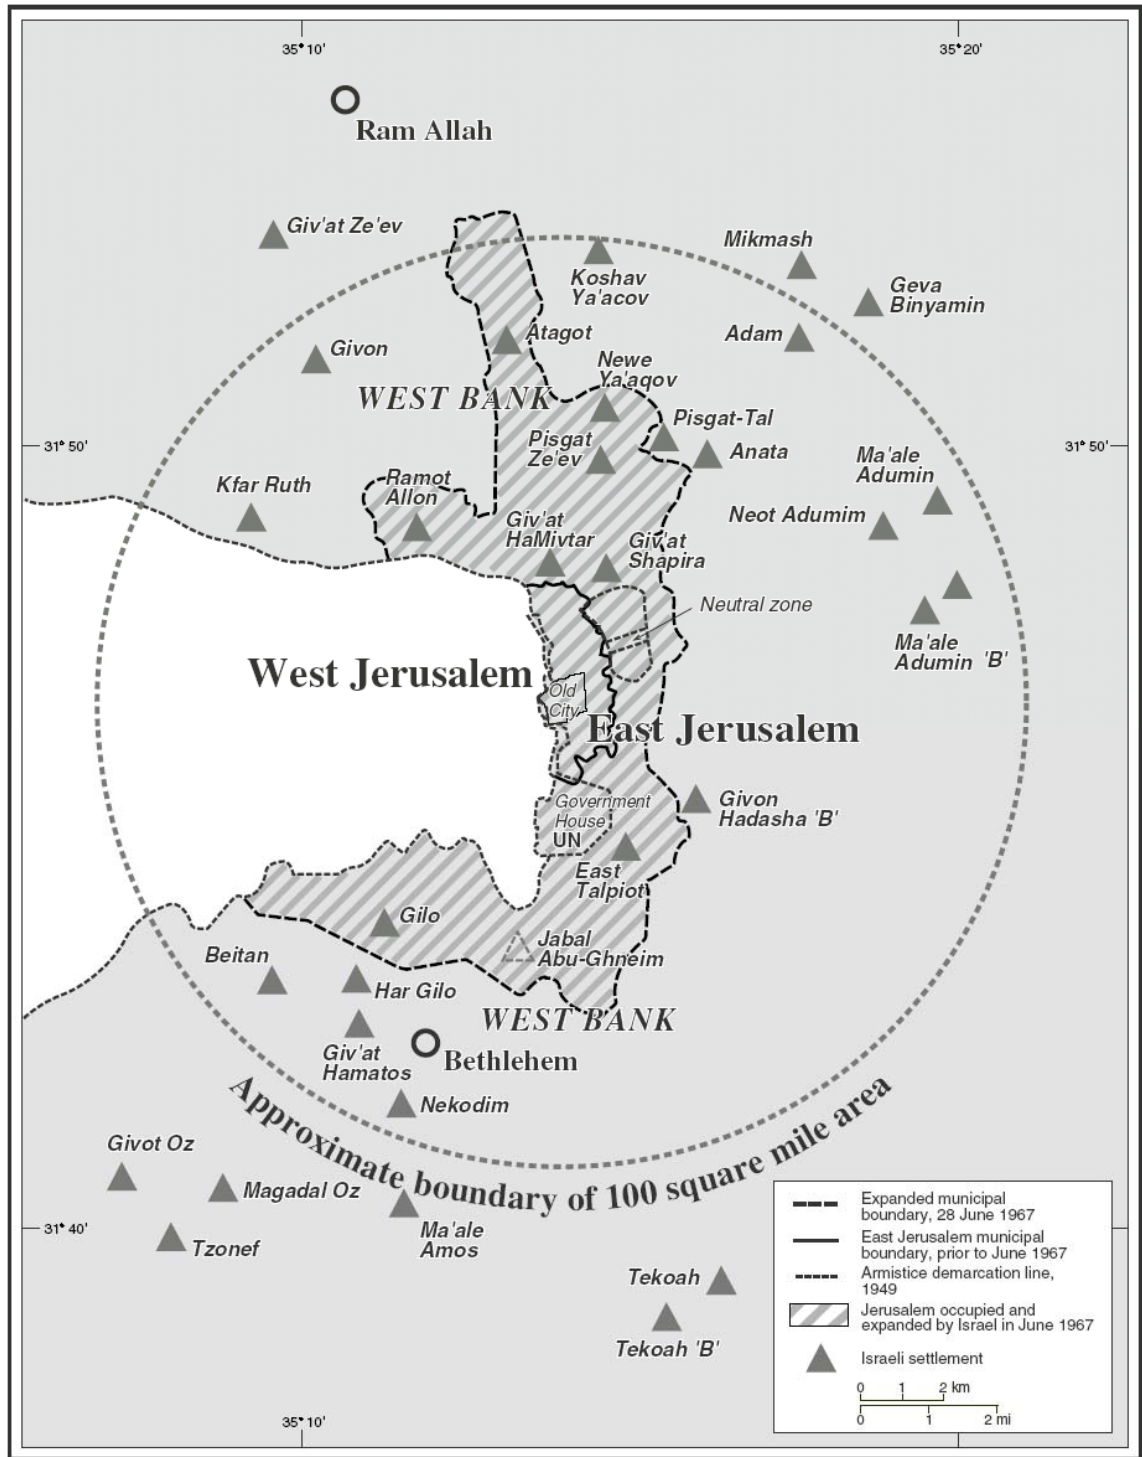 35° 10'
35° 20'
Ram Allah
Giv'at Ze'ev
Mikmash
Koshav
Ya'acov
Geva
Binyamin
Atagot
Adam
Givon
Newe
Ya'aqov
WEST BANK
Pisgat-Tal
31° 50'
31° 50'
Pisgat
Ze'ev
Anata
Ma'ale
Adumin
Ramot
Allon
Kfar Ruth
Neot Adumim
Giv'at
HaMivtar
Giv'at
Shapira
Neutral zone
Ma'ale
Adumin 'B'
West Jerusalem
Old
City
East Jerusalem
Givon
Hadasha 'B'
Government
House
UN
East
Talpiot
Gilo
Jabal
Abu-Ghneim
Beitan
Har Gilo
WEST BANK
Giv'at
Hamatos
Bethlehem
Nekodim
Approximate boundary of 100 square mile area
Givot Oz
Magadal Oz
Ma'ale
Amos
31° 40'
Tzonef
Tekoah
Tekoah 'B'
35° 10'
Expanded municipal
boundary, 28 June 1967
East Jerusalem municipal
boundary, prior to June 1967
Armistice demarcation line,
1949
Jerusalem occupied and
expanded by Israel in June 1967
Israeli settlement
0 1 2 km
0 1 2 mi